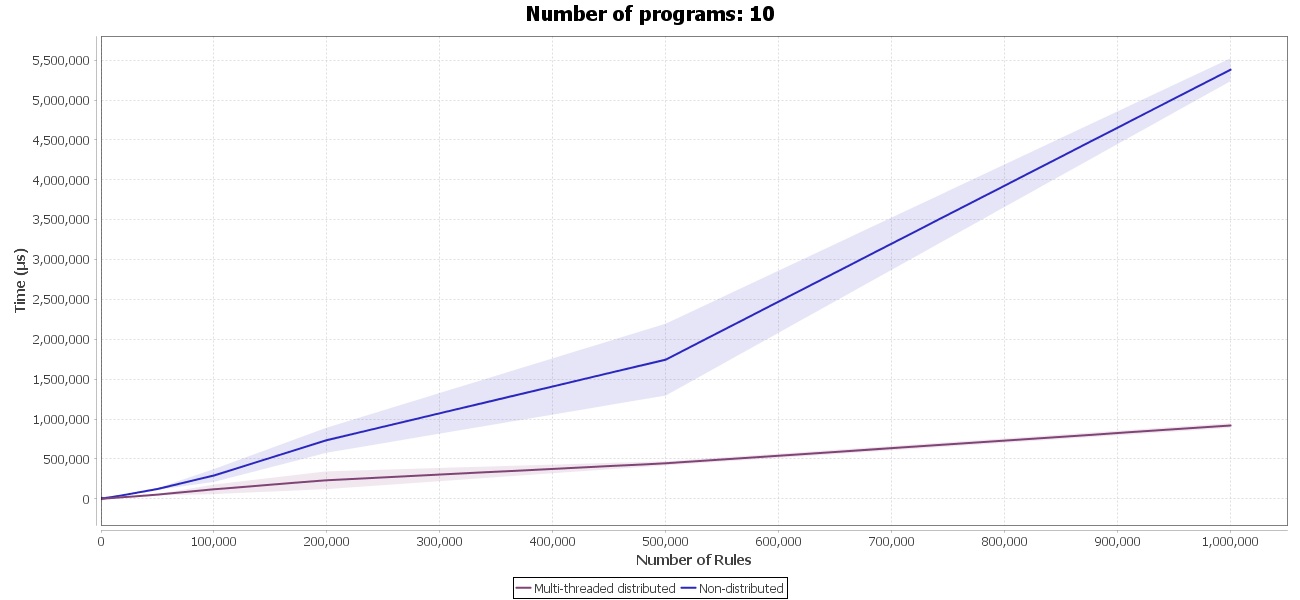 Number of programs: 10
5,500,000
5,000,000
4,500,000
4,000,000
3,500,000
3,000,000
2,500,000
2,000,000
1,500,000
1,000,000
500,000
0
Time (µs)
0 100,000 200,000 300,000 400,000 500,000 600,000 700,000 800,000 900,000 1,000,000
Number of Rules
Multi-threaded distributed Non-distributed